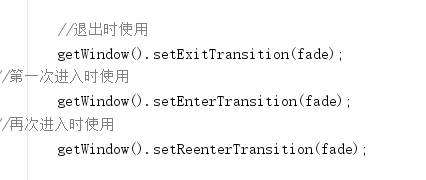 //退出时使用
getWindow().setExitTransition(fade);
//第一次进入时使用
getWindow().setEnterTransition(fade);
//再次进入时使用
getWindow().setReenterTransition(fade);